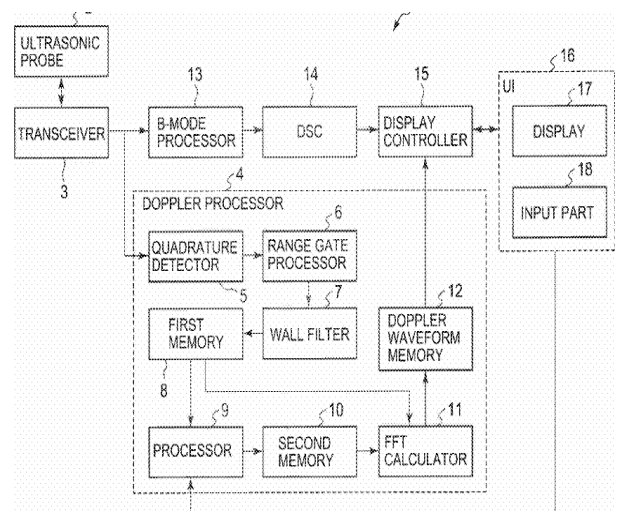 ULTRASONIC
PROBE
TRANSCEIVER
3
13
B-MODE
PROCESSOR
14
DSC
15
DISPLAY
CONTROLLER
16
UI
17
DISPLAY
18
INPUT PART
4
DOPPLER PROCESSOR
QUADRATURE
DETECTOR
5
6
RANGE GATE
PROCESSOR
7
WALL FILTER
FIRST
MEMORY
8
12
DOPPLER
WAVEFORM
MEMORY
9
PROCESSOR
10
SECOND
MEMORY
11
FFT
CALCULATOR